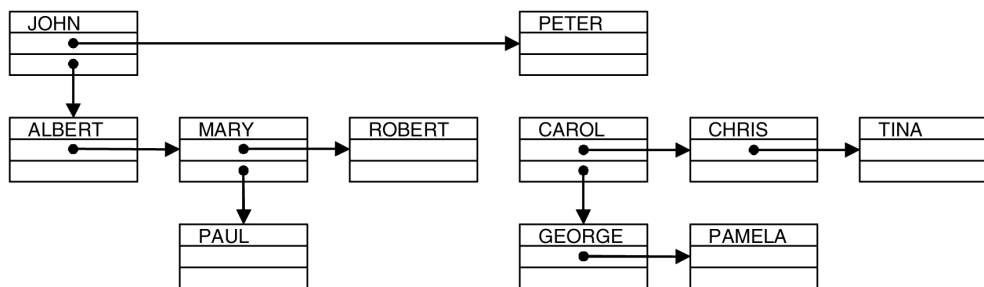 JOHN PETER
ALBERT MARY ROBERT CAROL CHRIS TINA
PAUL GEORGE PAMELA